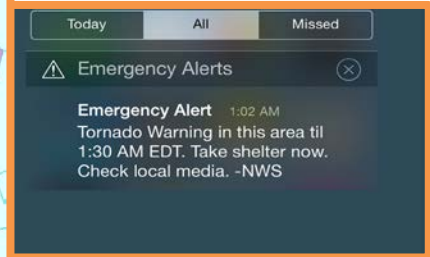 Today All Missed
Emergency Alerts
Emergency Alert 1:02 AM
Tornado Warning in this area til
1:30 AM EDT. Take shelter now.
Check local media. -NWS